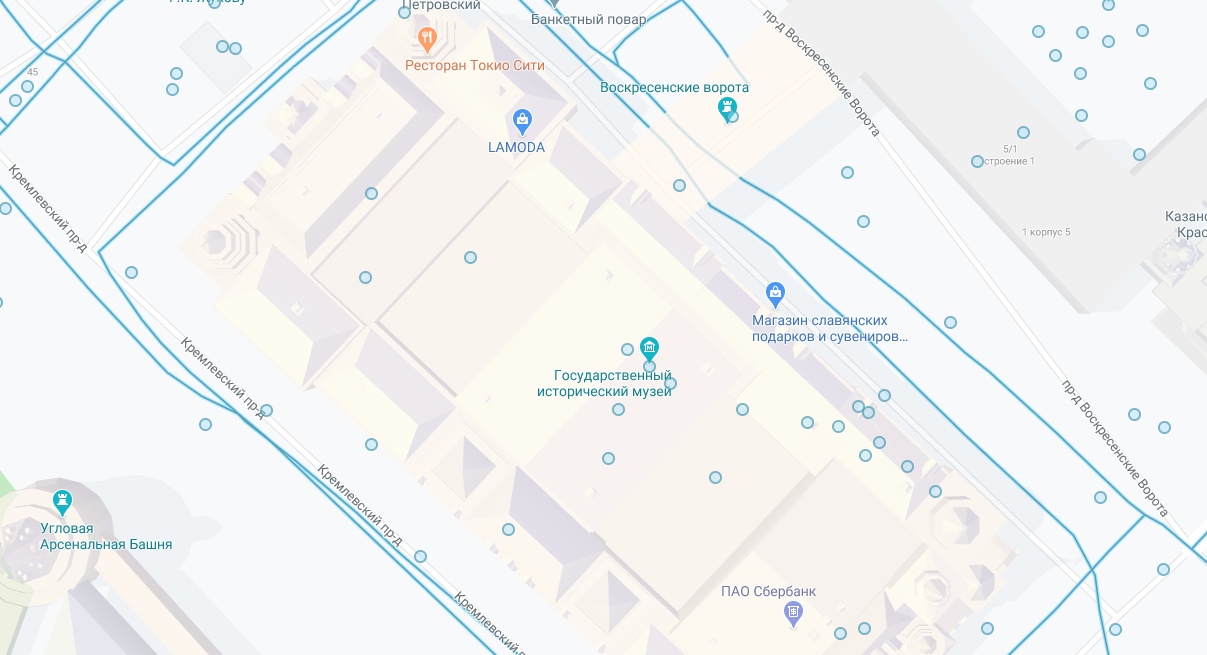 Петровский
Банкетный повар
пр-д Воскресенские Ворота
45
Ресторан Токио Сити
Воскресенские ворота
LAMODA
5/1
строение 1
Кремлевский пр-д
1 корпус 5
Магазин славянских
подарков и сувениров...
Кремлевский пр-д
Государственный
исторический музей
пр-д Воскресенские Ворота
Кремлевский пр-д
Угловая
Арсенальная Башня
ПАО Сбербанк